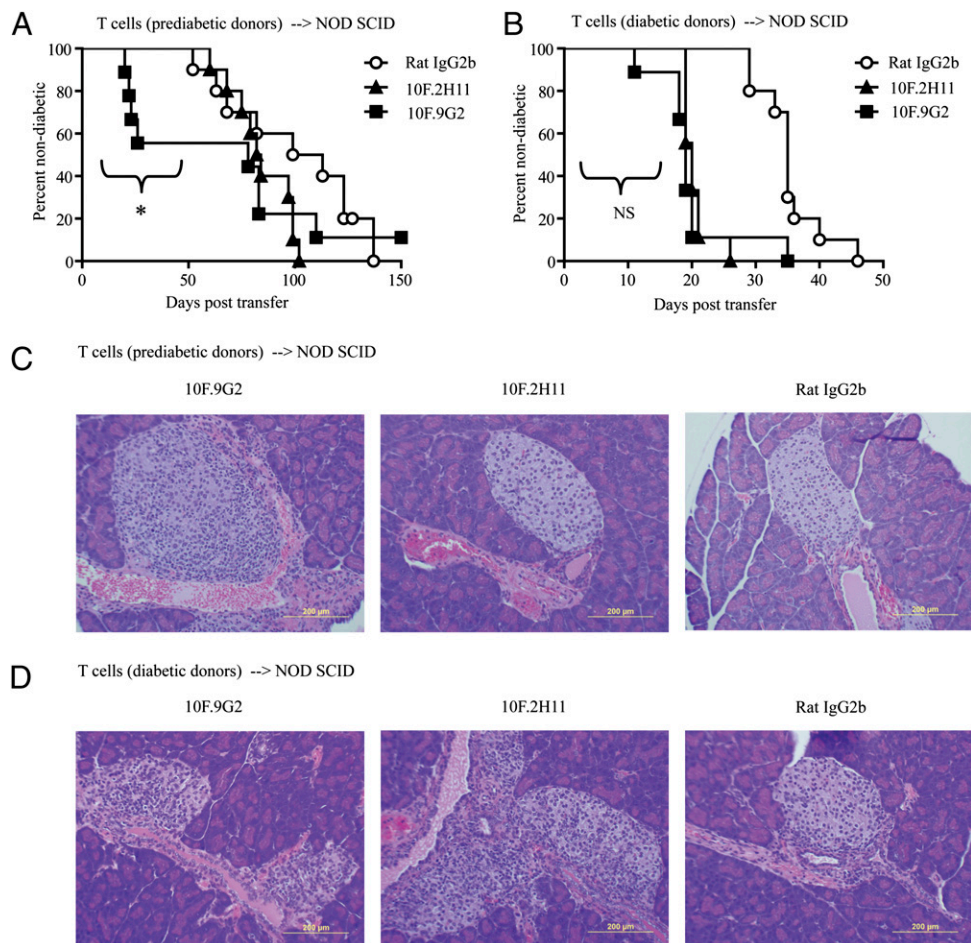 A
T cells (prediabetic donors) --> NOD SCID
Percent non-diabetic
100
80
60
40
20
0
*
Rat IgG2b
10F.2H11
10F.9G2
0
50
100
150
Days post transfer
B
T cells (diabetic donors) --> NOD SCID
Percent non-diabetic
100
80
60
40
20
0
NS
Rat IgG2b
10F.2H11
10F.9G2
0
10
20
30
40
50
Days post transfer
C
T cells (prediabetic donors) --> NOD SCID
10F.9G2
10F.2H11
Rat IgG2b
200 µm
200 µm
200 µm
D
T cells (diabetic donors) --> NOD SCID
10F.9G2
10F.2H11
Rat IgG2b
200 µm
200 µm
200 µm